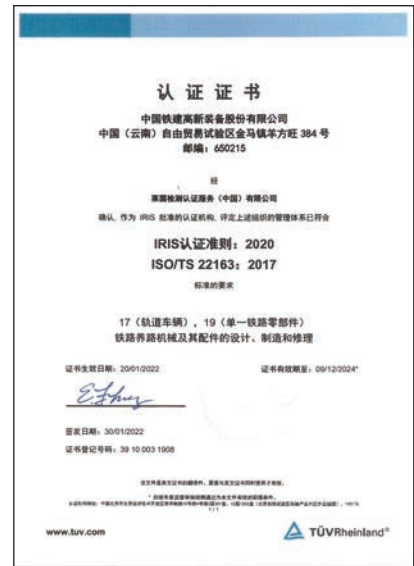 认 证 证 书
中国铁建高新装备股份有限公司
中国（云南）自由贸易试验区金马镇羊方旺 384 号
邮编：650215
经
莱茵检测认证服务（中国）有限公司
确认，作为 IRIS 批准的认证机构，评定上述组织的管理体系已符合
IRIS认证准则：2020
ISO/TS 22163：2017
标准的要求
17（轨道车辆），19（单一铁路零部件）
铁路养路机械及其配件的设计、制造和修理
证书生效日期：20/01/2022 证书有效期至：09/12/2024*
签发日期：30/01/2022
证书登记号码：39 10 003 1908
www.tuv.com TÜVRheinland®